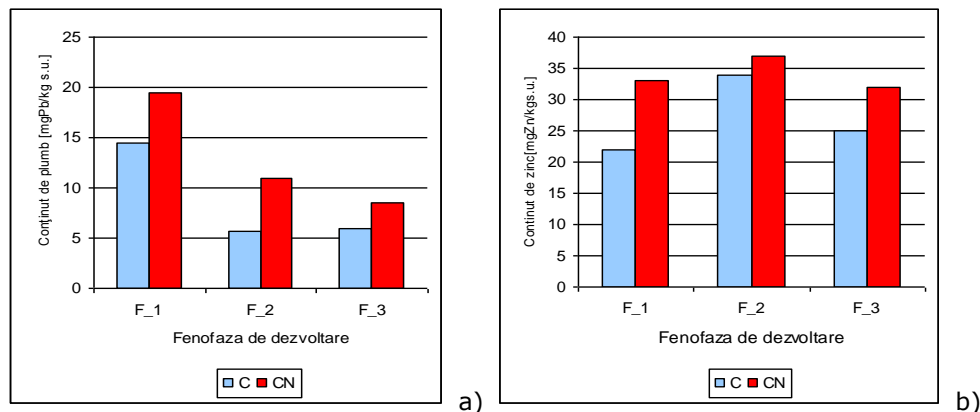 Conţinut de plumb [mgPb/kg s.u.]
25
20
15
10
5
0
F_1 F_2 F_3
Fenofaza de dezvoltare
C CN
a)
Continut de zinc[mgZn/kgs.u.]
40
35
30
25
20
15
10
5
0
F_1 F_2 F_3
Fenofaza de dezvoltare
C CN
b)